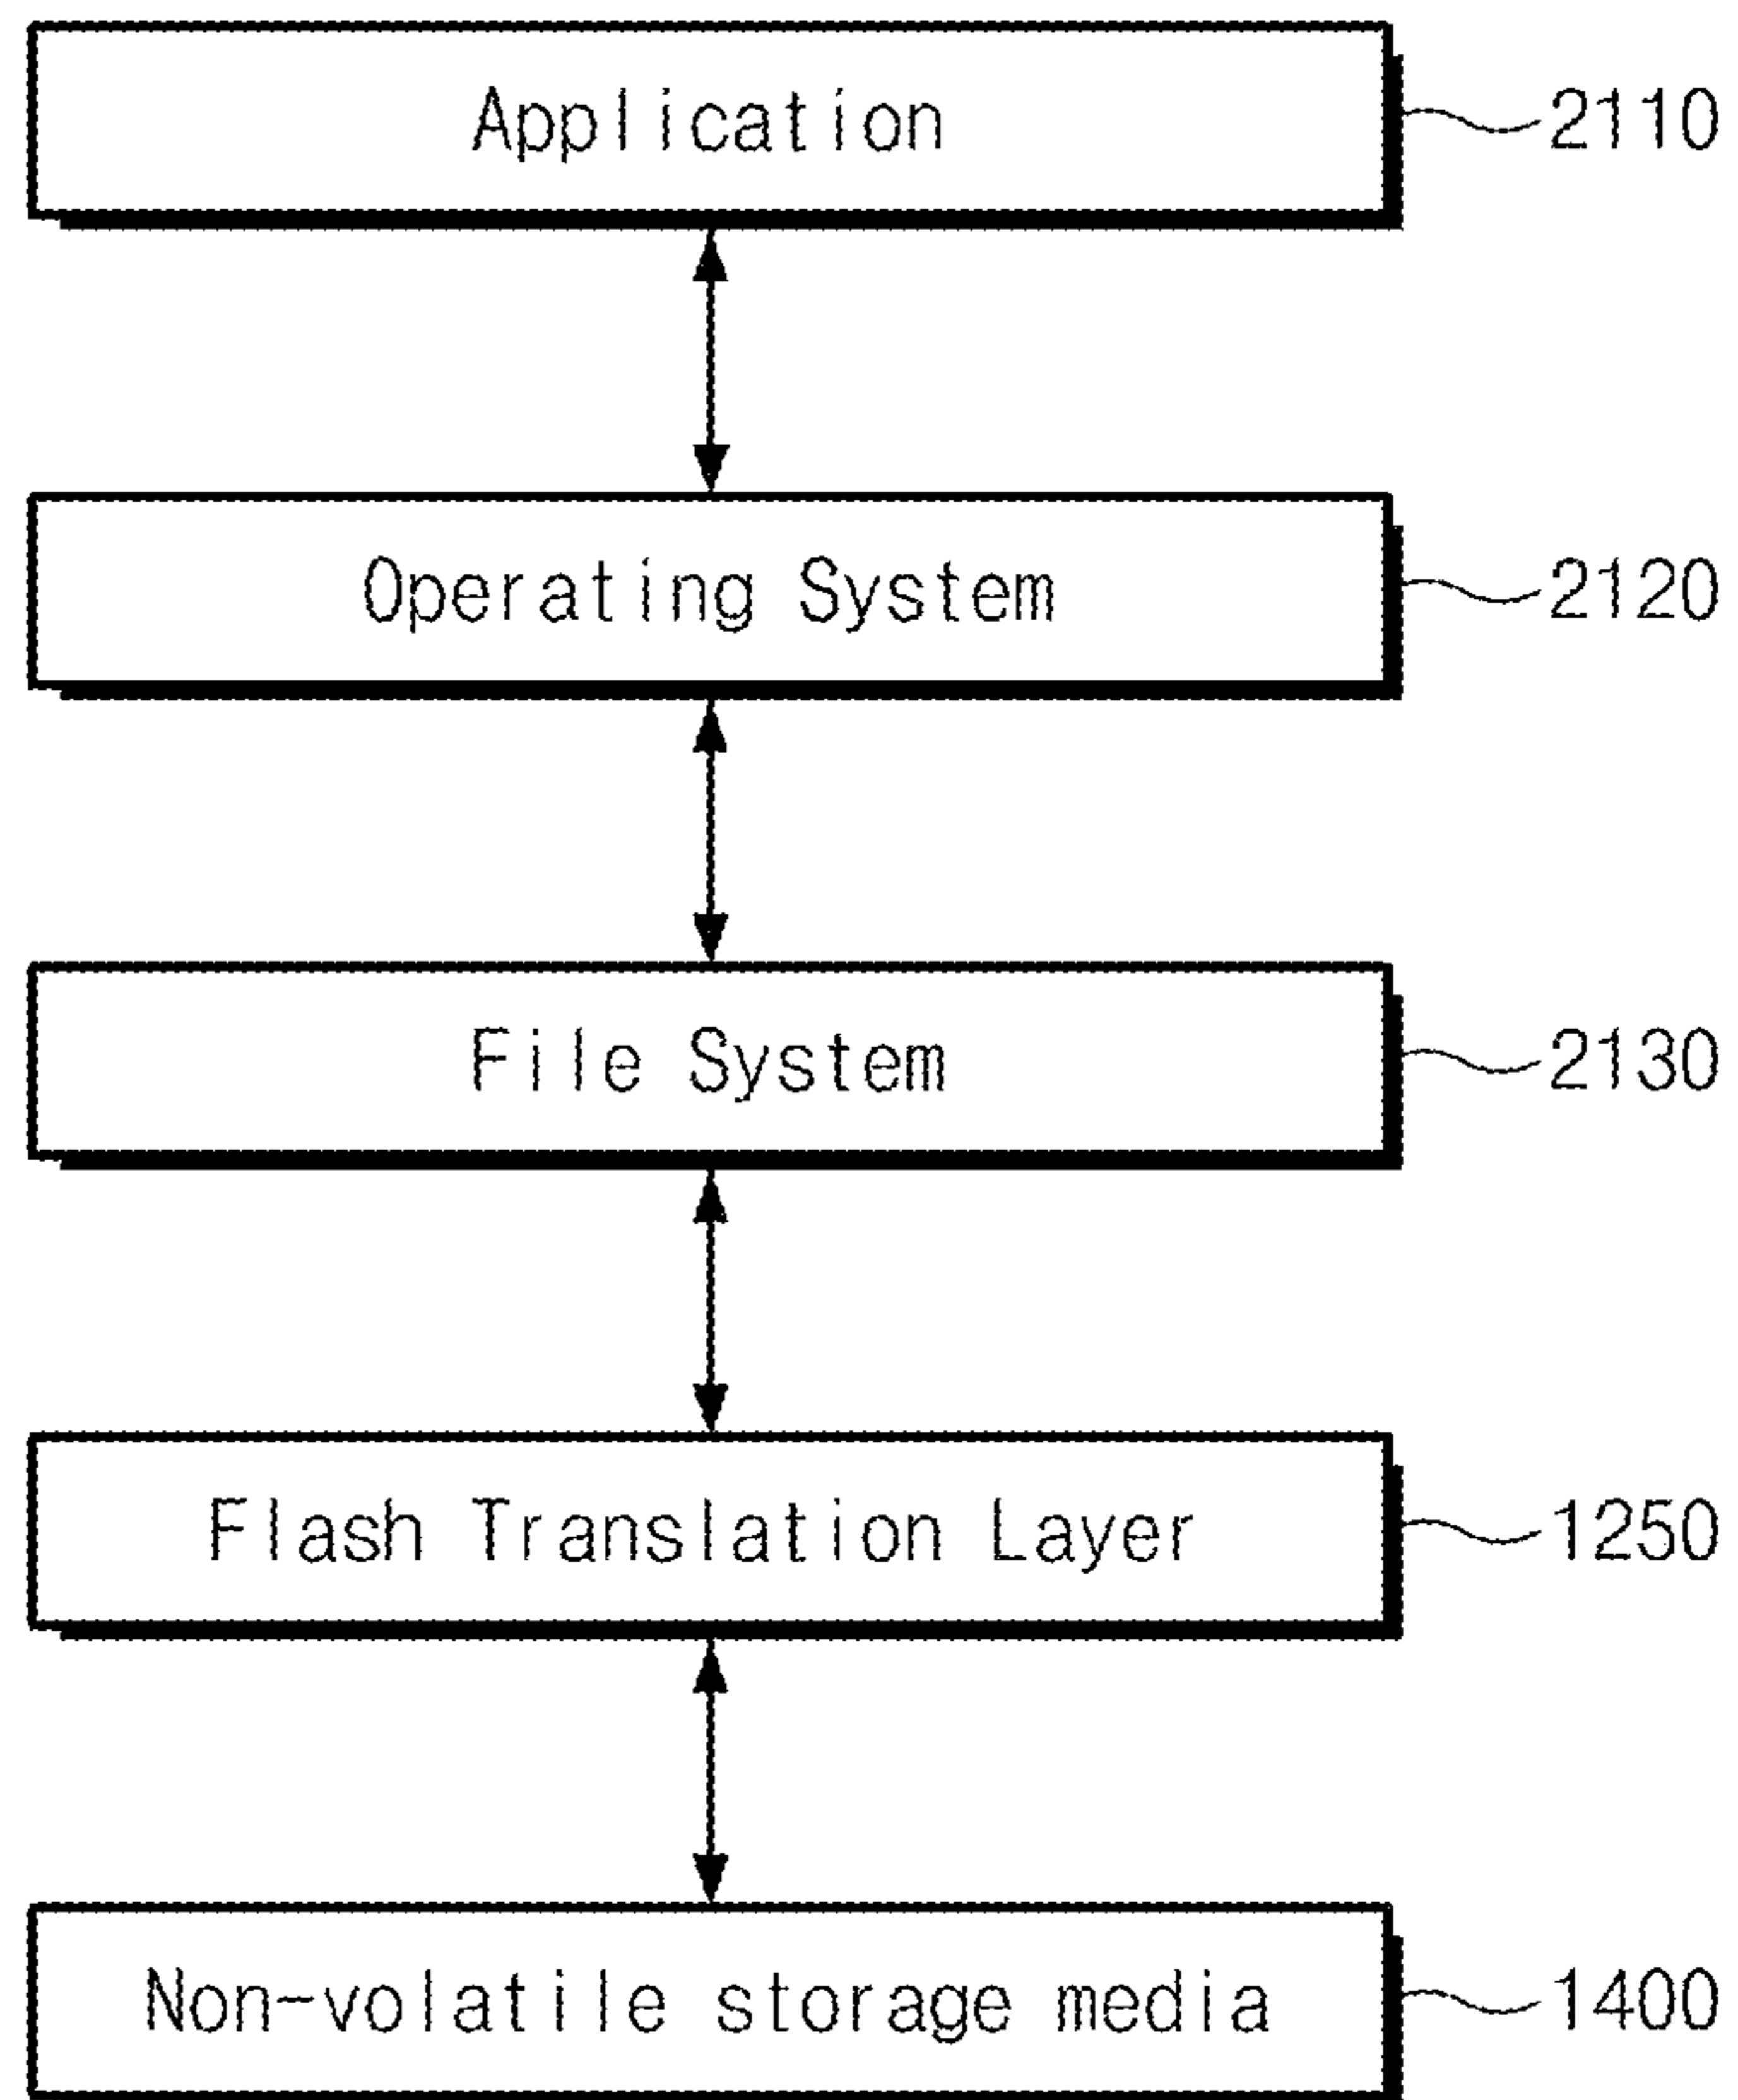 Application 2110
Operating System 2120
File System 2130
Flash Translation Layer 1250
Non-volatile storage media 1400